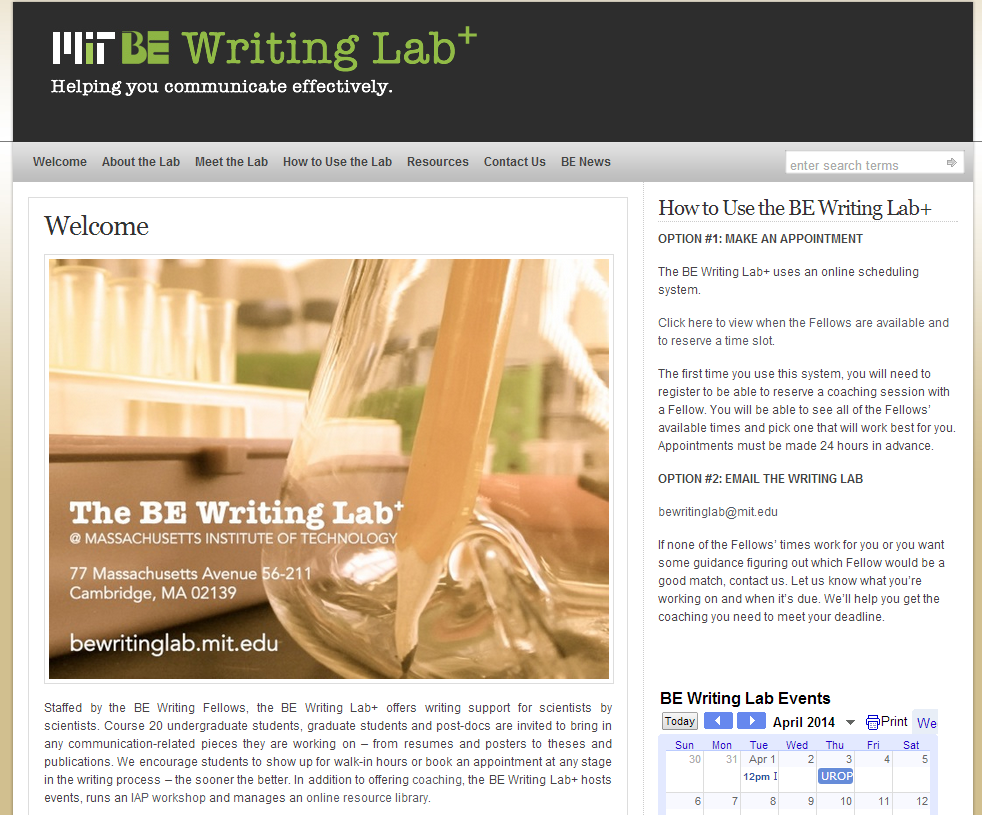 MIT BE Writing Lab+
Helping you communicate effectively.
Welcome About the Lab Meet the Lab How to Use the Lab Resources Contact Us BE News
enter search terms
Welcome
The BE Writing Lab+
@ MASSACHUSETTS INSTITUTE OF TECHNOLOGY
77 Massachusetts Avenue 56-211
Cambridge, MA 02139
bewritinglab.mit.edu
Staffed by the BE Writing Fellows, the BE Writing Lab+ offers writing support for scientists by
scientists. Course 20 undergraduate students, graduate students and post-docs are invited to bring in
any communication-related pieces they are working on – from resumes and posters to theses and
publications. We encourage students to show up for walk-in hours or book an appointment at any stage
in the writing process – the sooner the better. In addition to offering coaching, the BE Writing Lab+ hosts
events, runs an IAP workshop and manages an online resource library.
How to Use the BE Writing Lab+
OPTION #1: MAKE AN APPOINTMENT
The BE Writing Lab+ uses an online scheduling
system.
Click here to view when the Fellows are available and
to reserve a time slot.
The first time you use this system, you will need to
register to be able to reserve a coaching session with
a Fellow. You will be able to see all of the Fellows'
available times and pick one that will work best for you.
Appointments must be made 24 hours in advance.
OPTION #2: EMAIL THE WRITING LAB
bewritinglab@mit.edu
If none of the Fellows' times work for you or you want
some guidance figuring out which Fellow would be a
good match, contact us. Let us know what you're
working on and when it's due. We'll help you get the
coaching you need to meet your deadline.
BE Writing Lab Events
Today April 2014 Print We
Sun Mon Tue Wed Thu Fri Sat
30 31 Apr 1 2 3 4 5
12pm UROP
6 7 8 9 10 11 12